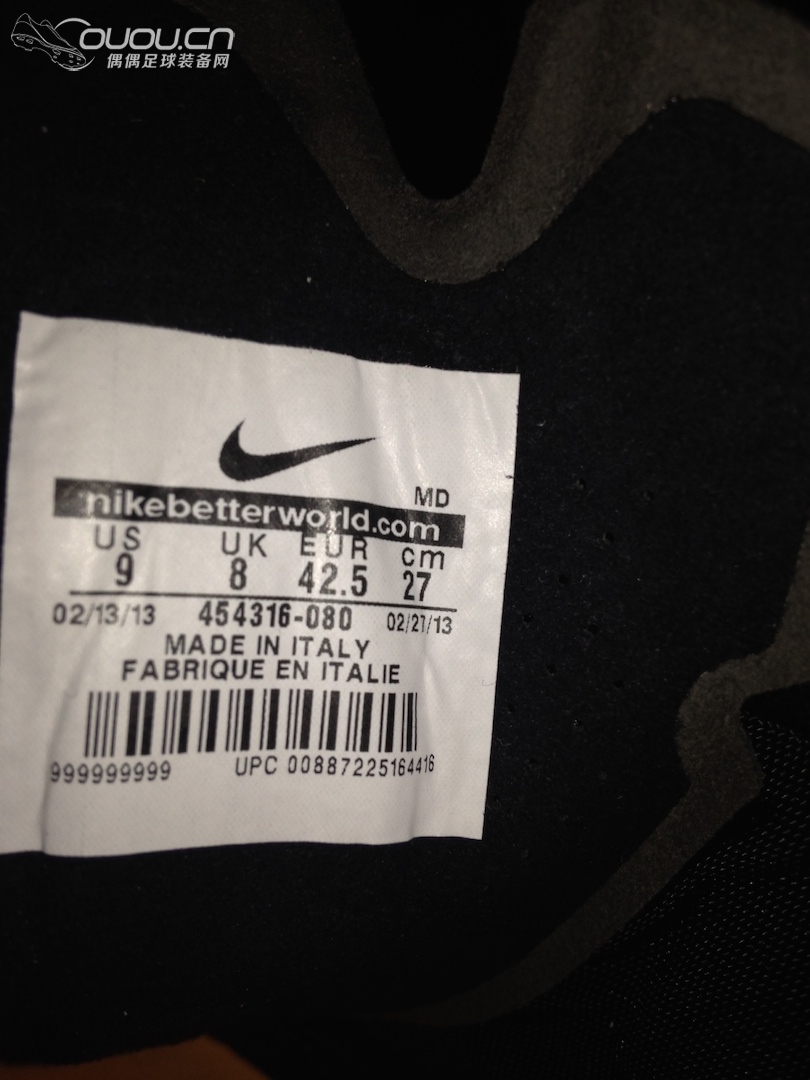 ouou.cn
偶偶足球装备网
MD
nikebetterworld.com
US UK EUR cm
9 8 42.5 27
02/13/13 454316-080 02/27/13
MADE IN ITALY
FABRIQUE EN ITALIE
999999999 UPC 00887225164416